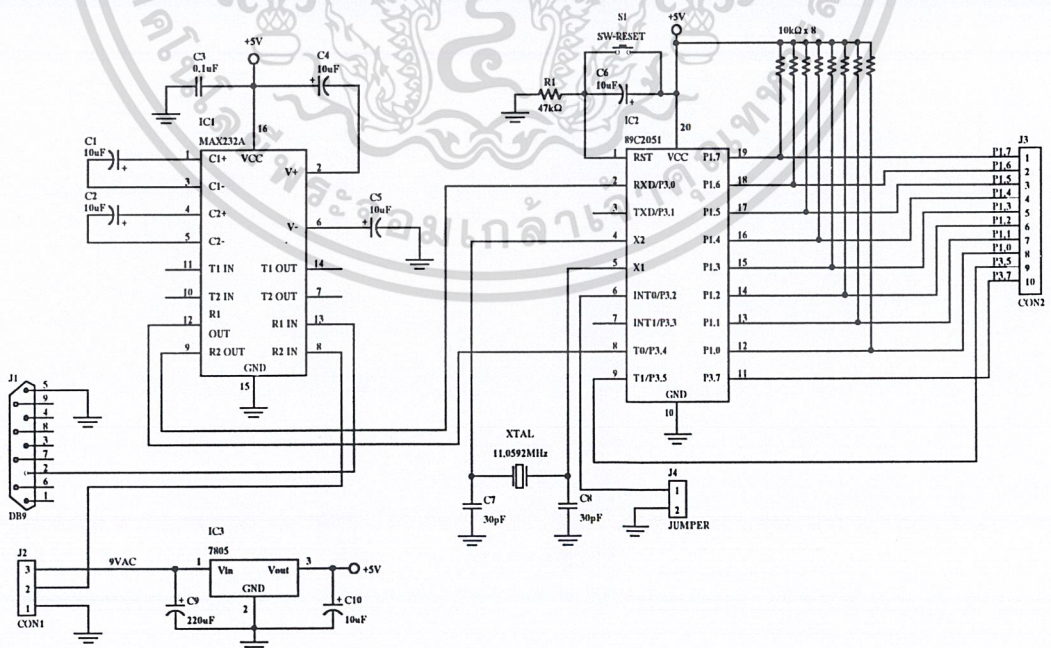 +5V
C3
0.1uF
C4
10uF
+
IC1
MAX232A
16
C1
10uF
+
1
C1+
VCC
V+
2
3
C1-
C2
10uF
+
4
C2+
C5
10uF
+
V-
6
5
C2-
11
T1 IN
T1 OUT
14
10
T2 IN
T2 OUT
7
12
R1
OUT
R1 IN
13
9
R2 OUT
R2 IN
8
GND
15
S1
SW-RESET
+5V
10kΩ x 8
R1
47kΩ
C6
10uF
+
IC2
89C2051
20
1
RST
VCC
P1.7
19
2
RXD/P3.0
P1.6
18
3
TXD/P3.1
P1.5
17
4
X2
P1.4
16
5
X1
P1.3
15
6
INT0/P3.2
P1.2
14
7
INT1/P3.3
P1.1
13
8
T0/P3.4
P1.0
12
9
T1/P3.5
P3.7
11
GND
10
J3
P1.7
1
P1.6
2
P1.5
3
P1.4
4
P1.3
5
P1.2
6
P1.1
7
P1.0
8
P3.5
9
P3.7
10
CON2
J1
5
9
4
8
3
7
2
6
1
DB9
XTAL
11.0592MHz
C7
30pF
C8
30pF
J4
1
2
JUMPER
J2
3
2
1
CON1
9VAC
IC3
7805
1
Vin
Vout
3
+5V
GND
2
+
C9
220uF
+
C10
10uF